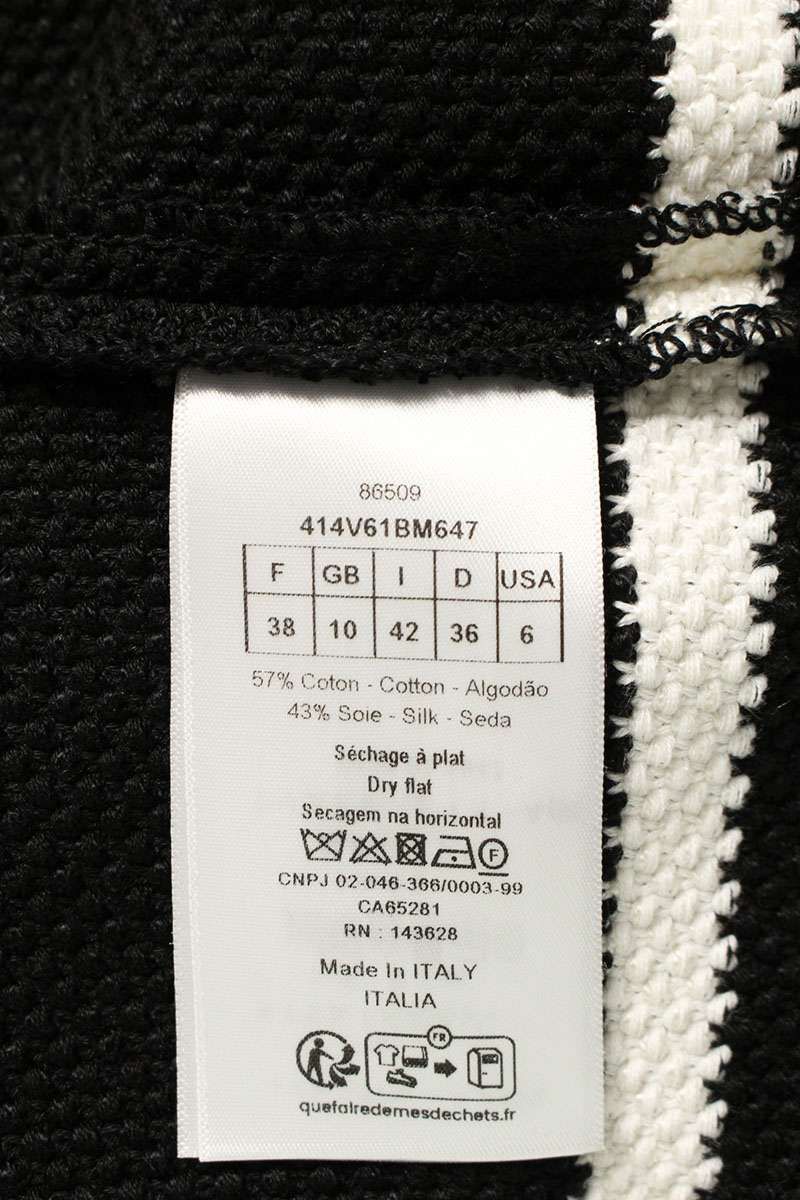 86509
414V61BM647
F GB I D USA
38 10 42 36 6
57% Coton - Cotton - Algodão
43% Soie - Silk - Seda
Séchage à plat
Dry flat
Secagem na horizontal
F
CNPJ 02-046-366/0003-99
CA65281
RN : 143628
Made In ITALY
ITALIA
FR
quefairedemesdechets.fr